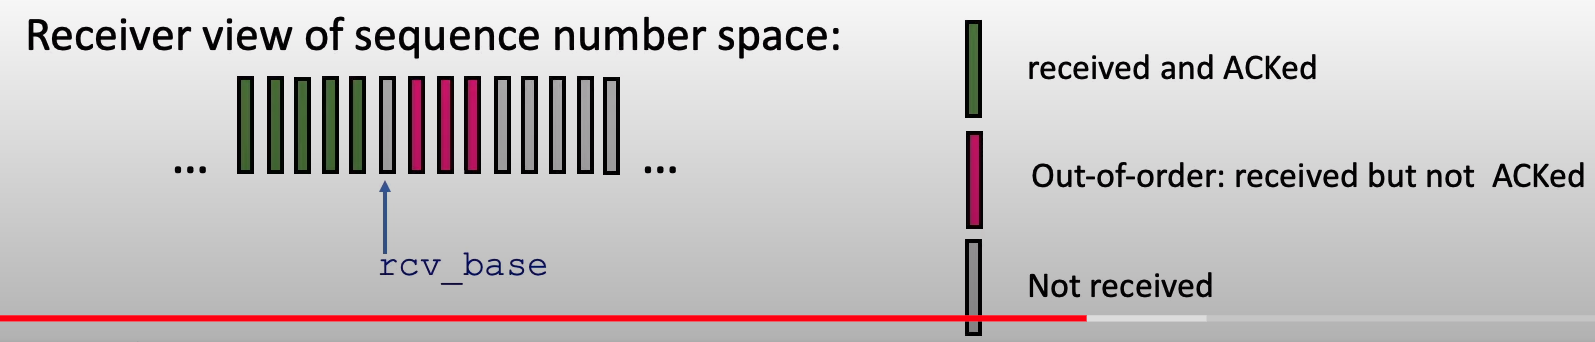 Receiver view of sequence number space:
... ...
rcv_base
received and ACKed
Out-of-order: received but not ACKed
Not received